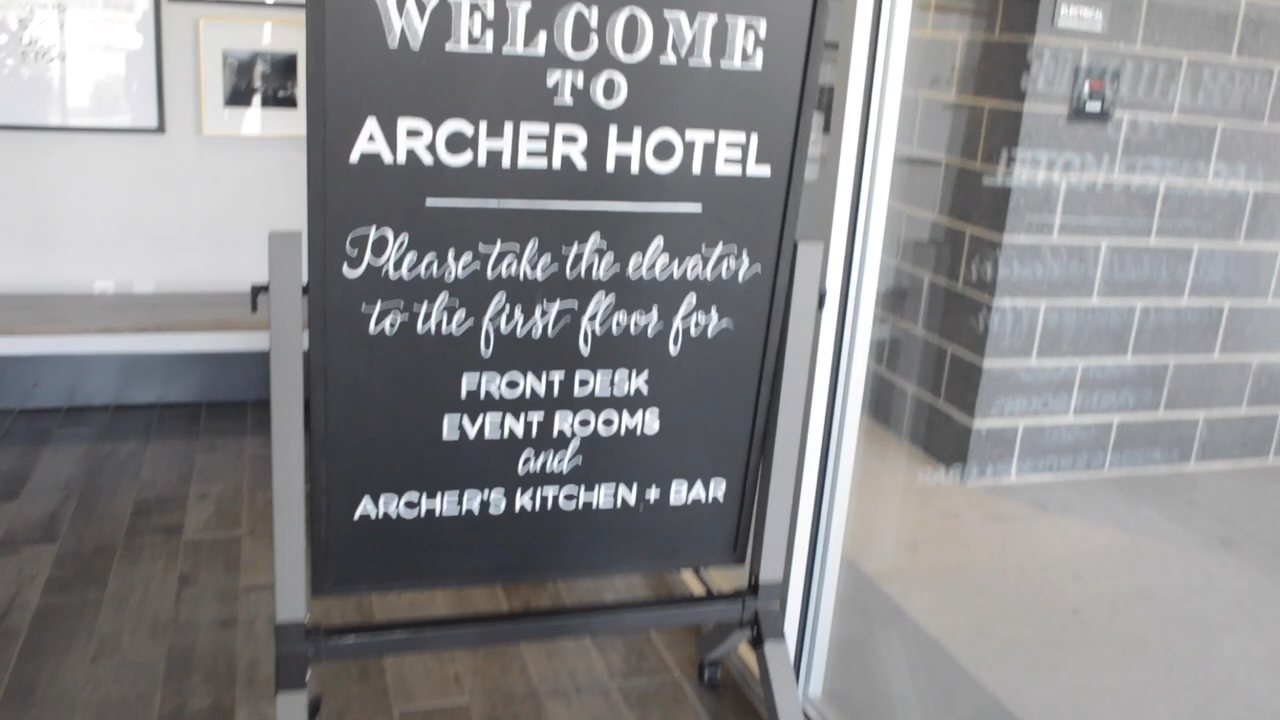 WELCOME
TO
ARCHER HOTEL
Please take the elevator
to the first floor for
FRONT DESK
EVENT ROOMS
and
ARCHER'S KITCHEN + BAR